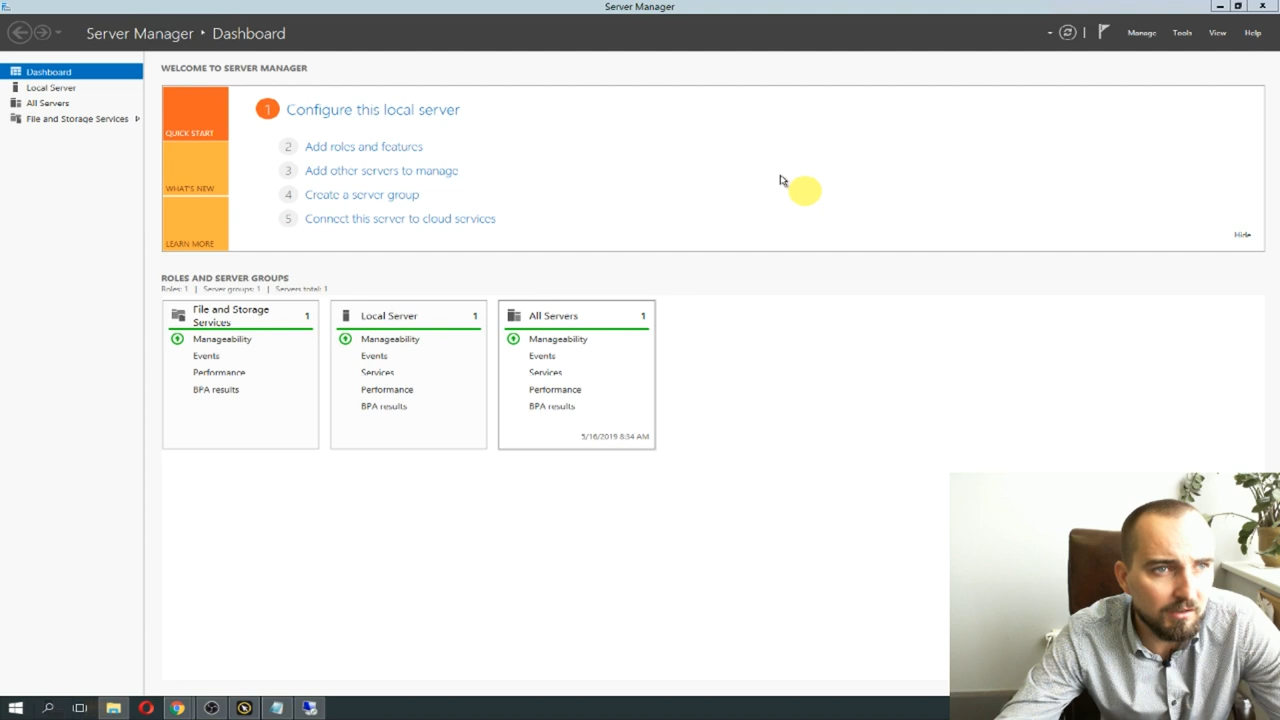 Server Manager
Server Manager • Dashboard
Manage
Tools
View
Help
Dashboard
Local Server
All Servers
File and Storage Services
WELCOME TO SERVER MANAGER
QUICK START
WHAT'S NEW
LEARN MORE
1 Configure this local server
2 Add roles and features
3 Add other servers to manage
4 Create a server group
5 Connect this server to cloud services
Hide
ROLES AND SERVER GROUPS
Roles: 1 | Server groups: 1 | Servers total: 1
File and Storage
Services
1
Manageability
Events
Performance
BPA results
Local Server 1
Manageability
Events
Services
Performance
BPA results
All Servers 1
Manageability
Events
Services
Performance
BPA results
5/16/2019 8:34 AM